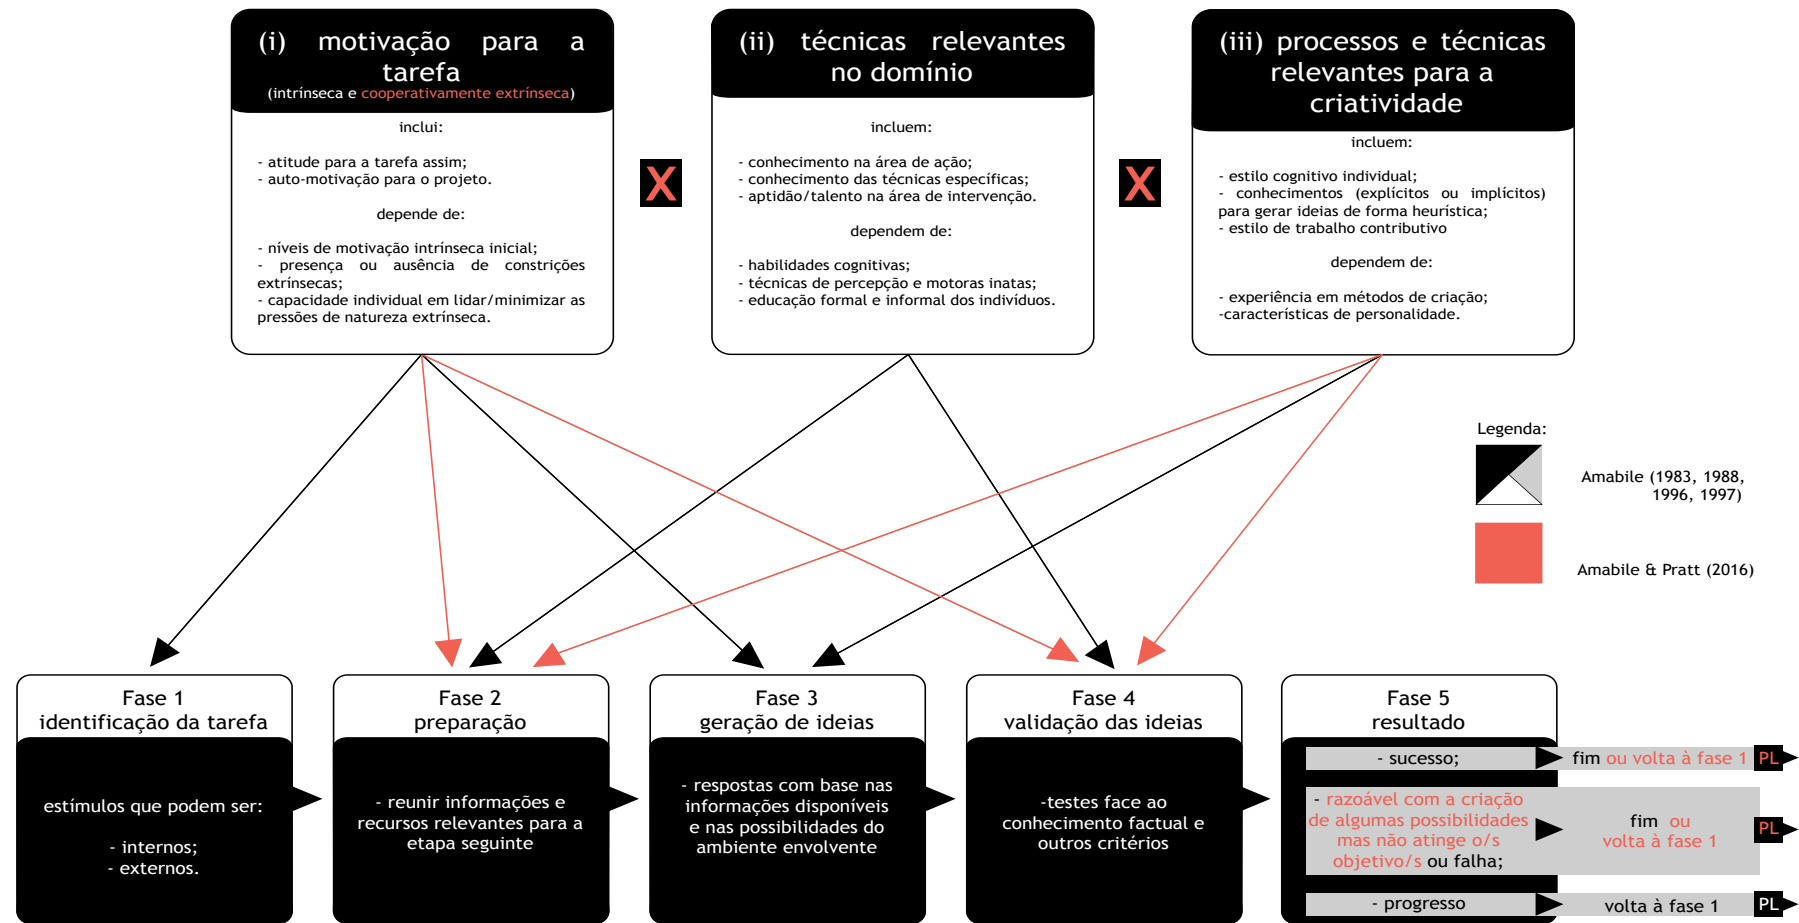 (i) motivação para a
tarefa
(intrínseca e cooperativamente extrínseca)
inclui:
- atitude para a tarefa assim;
- auto-motivação para o projeto.
depende de:
- níveis de motivação intrínseca inicial;
- presença ou ausência de constrições
extrínsecas;
- capacidade individual em lidar/minimizar as
pressões de natureza extrínseca.
X
(ii) técnicas relevantes
no domínio
incluem:
- conhecimento na área de ação;
- conhecimento das técnicas específicas;
- aptidão/talento na área de intervenção.
dependem de:
- habilidades cognitivas;
- técnicas de percepção e motoras inatas;
- educação formal e informal dos indivíduos.
X
(iii) processos e técnicas
relevantes para a
criatividade
incluem:
- estilo cognitivo individual;
- conhecimentos (explícitos ou implícitos)
para gerar ideias de forma heurística;
- estilo de trabalho contributivo
dependem de:
- experiência em métodos de criação;
-características de personalidade.
Legenda:
Amabile (1983, 1988,
1996, 1997)
Amabile & Pratt (2016)
Fase 1
identificação da tarefa
estímulos que podem ser:
- internos;
- externos.
Fase 2
preparação
- reunir informações e
recursos relevantes para a
etapa seguinte
Fase 3
geração de ideias
- respostas com base nas
informações disponíveis
e nas possibilidades do
ambiente envolvente
Fase 4
validação das ideias
-testes face ao
conhecimento factual e
outros critérios
Fase 5
resultado
- sucesso;
fim ou volta à fase 1
PL
- razoável com a criação
de algumas possibilidades
mas não atinge o/s
objetivo/s ou falha;
fim ou
volta à fase 1
PL
- progresso
volta à fase 1
PL